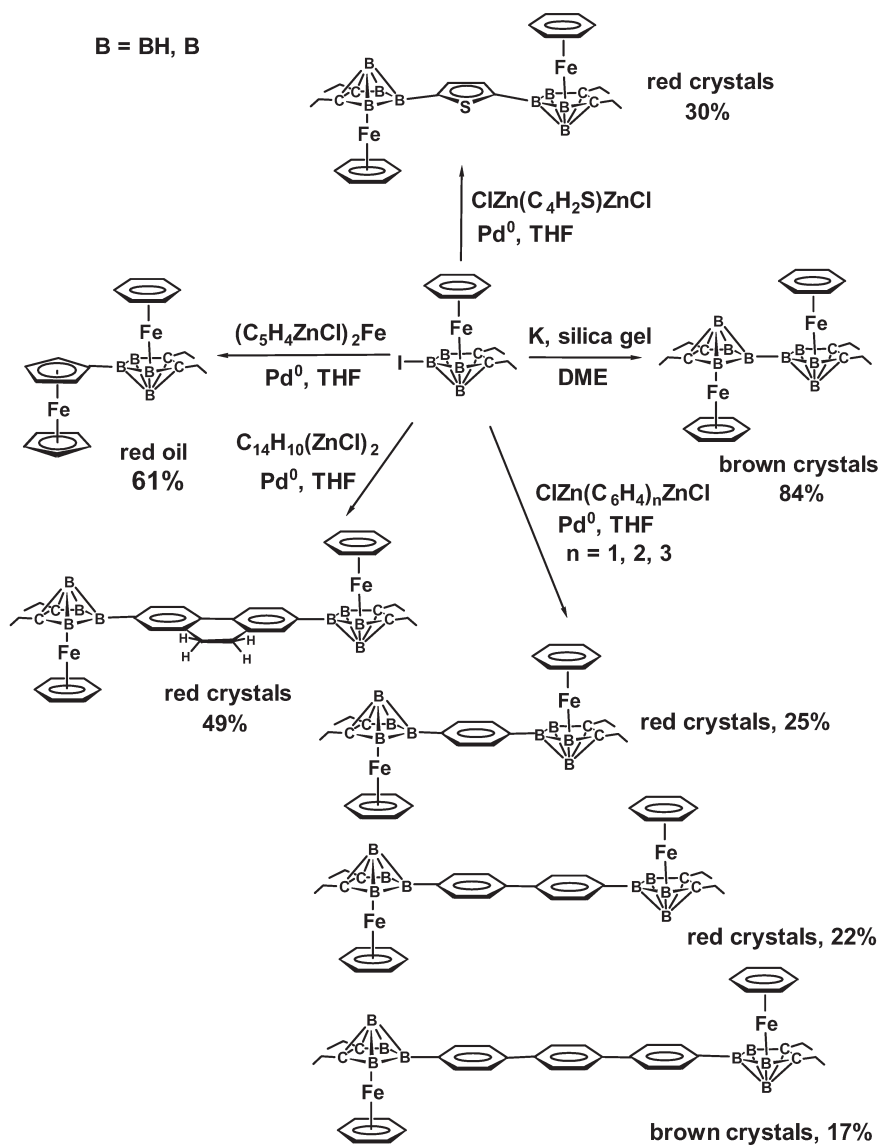 B = BH, B
red crystals
30%
ClZn(C4H2S)ZnCl
Pd0, THF
(C5H4ZnCl)2Fe
Pd0, THF
K, silica gel
DME
red oil
61%
brown crystals
84%
C14H10(ZnCl)2
Pd0, THF
ClZn(C6H4)nZnCl
Pd0, THF
n = 1, 2, 3
red crystals
49%
red crystals, 25%
red crystals, 22%
brown crystals, 17%